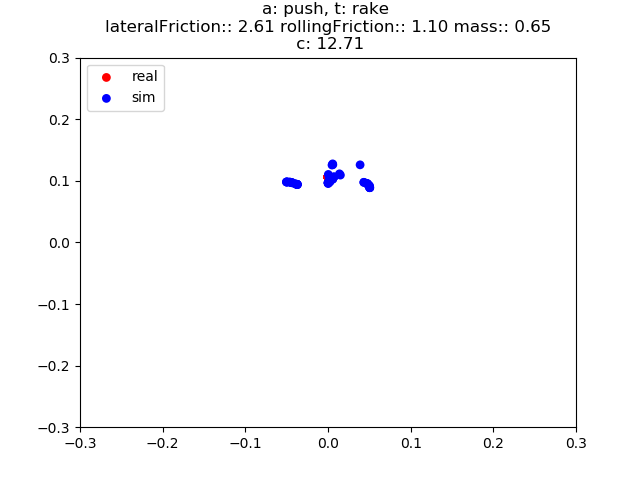 a: push, t: rake
lateralFriction:: 2.61 rollingFriction:: 1.10 mass:: 0.65
c: 12.71
real
sim
0.3
0.2
0.1
0.0
−0.1
−0.2
−0.3
−0.3 −0.2 −0.1 0.0 0.1 0.2 0.3